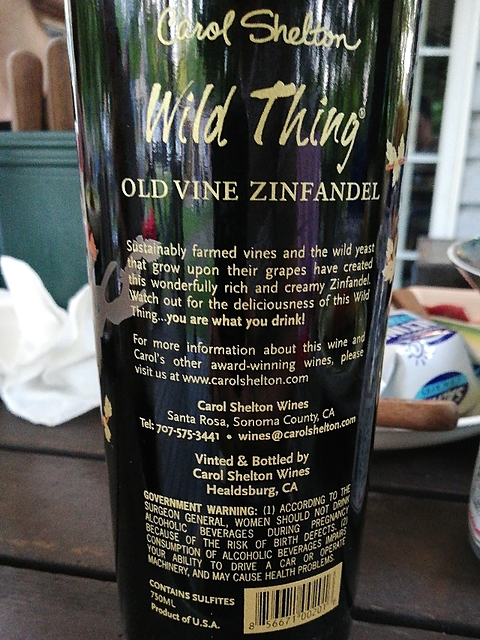 Carol Shelton
Wild Thing®
OLD VINE ZINFANDEL
Sustainably farmed vines and the wild yeast
that grow upon their grapes have created
this wonderfully rich and creamy Zinfandel.
Watch out for the deliciousness of this Wild
Thing...you are what you drink!
For more information about this wine and
Carol's other award-winning wines, please
visit us at www.carolshelton.com
Carol Shelton Wines
Santa Rosa, Sonoma County, CA
Tel: 707-575-3441 • wines@carolshelton.com
Vinted & Bottled by
Carol Shelton Wines
Healdsburg, CA
GOVERNMENT WARNING: (1) ACCORDING TO THE
SURGEON GENERAL, WOMEN SHOULD NOT DRINK
ALCOHOLIC BEVERAGES DURING PREGNANCY
BECAUSE OF THE RISK OF BIRTH DEFECTS. (2)
CONSUMPTION OF ALCOHOLIC BEVERAGES IMPAIRS
YOUR ABILITY TO DRIVE A CAR OR OPERATE
MACHINERY, AND MAY CAUSE HEALTH PROBLEMS.
CONTAINS SULFITES
750ML
Product of U.S.A.